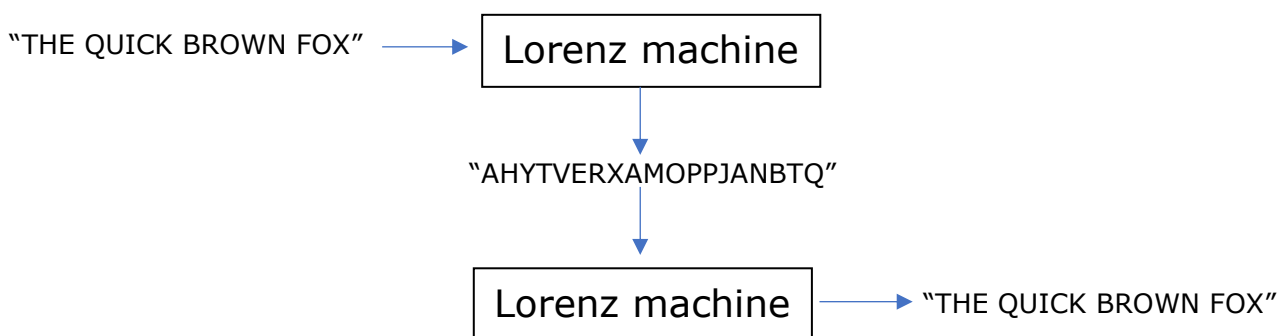 “THE QUICK BROWN FOX”
Lorenz machine
“AHYTVERXAMOPPJANBTQ”
Lorenz machine
“THE QUICK BROWN FOX”